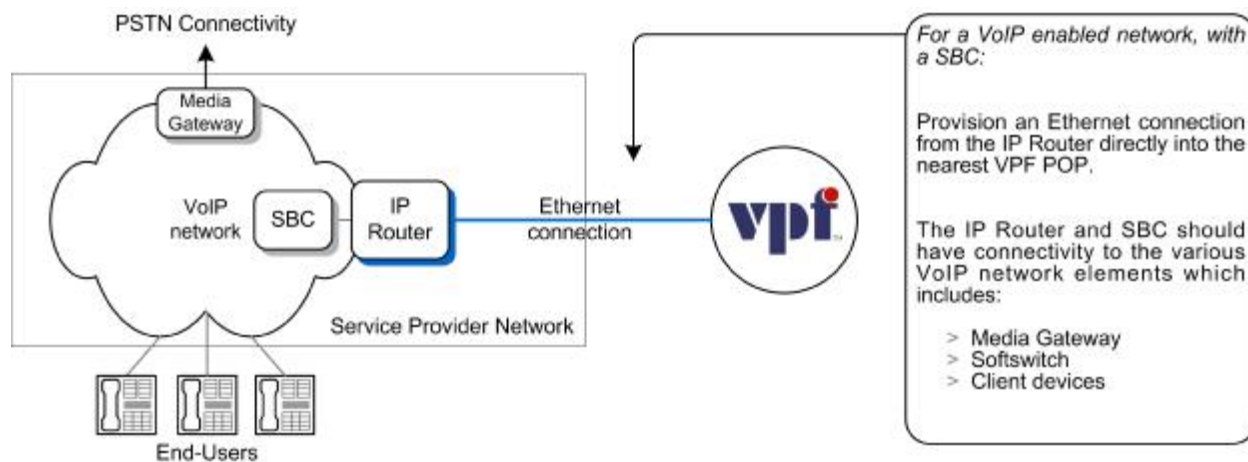 PSTN Connectivity
Media
Gateway
VoIP
network
SBC
IP
Router
Ethernet
connection
vpf
TM
Service Provider Network
End-Users
For a VoIP enabled network, with
a SBC:
Provision an Ethernet connection
from the IP Router directly into the
nearest VPF POP.
The IP Router and SBC should
have connectivity to the various
VoIP network elements which
includes:
> Media Gateway
> Softswitch
> Client devices